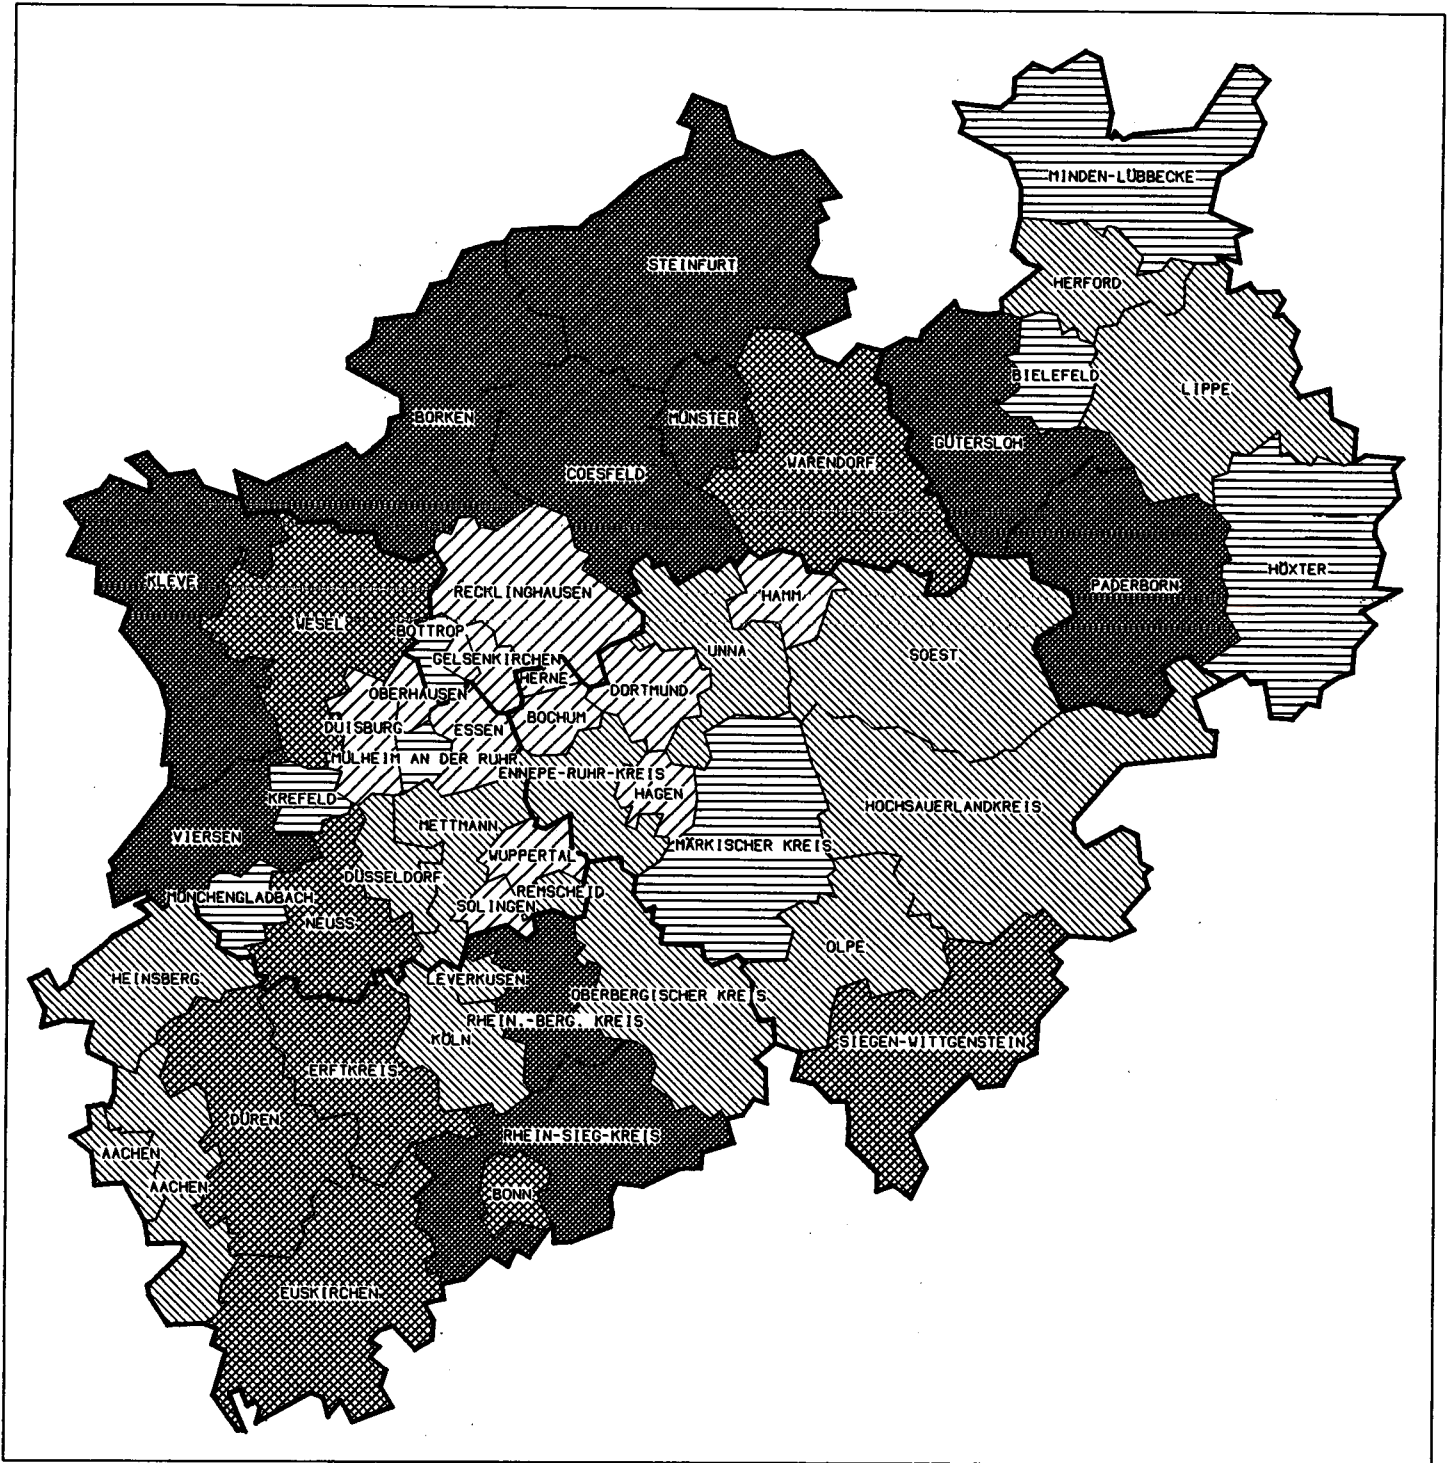 MINDEN-LÜBBECKE
STEINFURT
HERFORD
BIELEFELD
LIPPE
BORKEN
MÜNSTER
GÜTERSLOH
WARENDORF
COESFELD
HÖXTER
KLEVE
PADERBORN
RECKLINGHAUSEN
HAMM
WESEL
BOTTROP
UNNA
SOEST
GELSENKIRCHEN
HERNE
OBERHAUSEN
DORTMUND
BOCHUM
DUISBURG
ESSEN
MÜLHEIM AN DER RUHR
ENNEPE-RUHR-KREIS
HAGEN
KREFELD
HOCHSAUERLANDKREIS
METTMANN
VIERSEN
MÄRKISCHER KREIS
WUPPERTAL
DÜSSELDORF
REMSCHEID
MÖNCHENGLADBACH
SOLINGEN
NEUSS
OLPE
HEINSBERG
LEVERKUSEN
OBERBERGISCHER KREIS
RHEIN.-BERG. KREIS
KÖLN
SIEGEN-WITTGENSTEIN
ERFTKREIS
DÜREN
RHEIN-SIEG-KREIS
AACHEN
AACHEN
BONN
EUSKIRCHEN